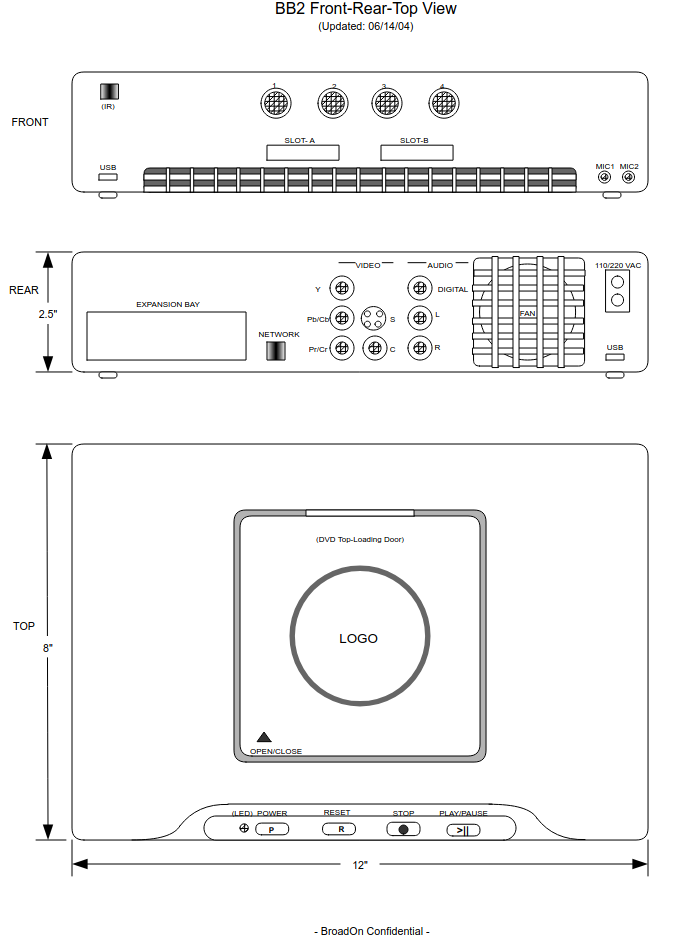 BB2 Front-Rear-Top View
(Updated: 06/14/04)
1 2 3 4
(IR)
FRONT
SLOT- A SLOT-B
USB MIC1 MIC2
VIDEO AUDIO 110/220 VAC
REAR Y DIGITAL
EXPANSION BAY
2.5" Pb/Cb S L FAN
NETWORK
Pr/Cr C R USB
(DVD Top-Loading Door)
TOP
LOGO
8"
OPEN/CLOSE
(LED) POWER RESET STOP PLAY/PAUSE
P R >||
12"
- BroadOn Confidential -